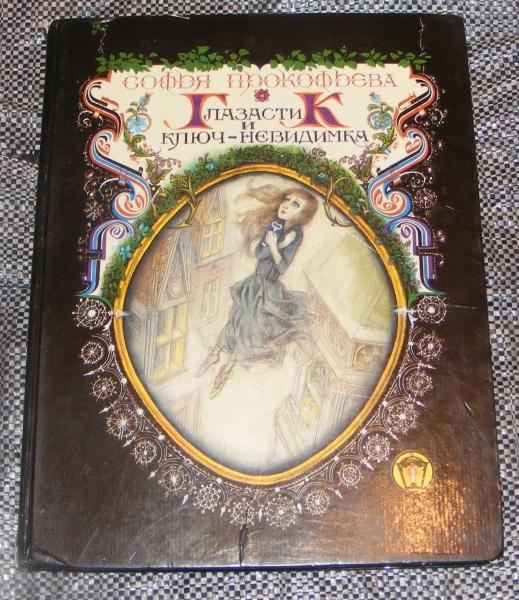 СОФЬЯ ПРОКОФЬЕВА
ГЛАЗАСТИК
И
КЛЮЧ-НЕВИДИМКА